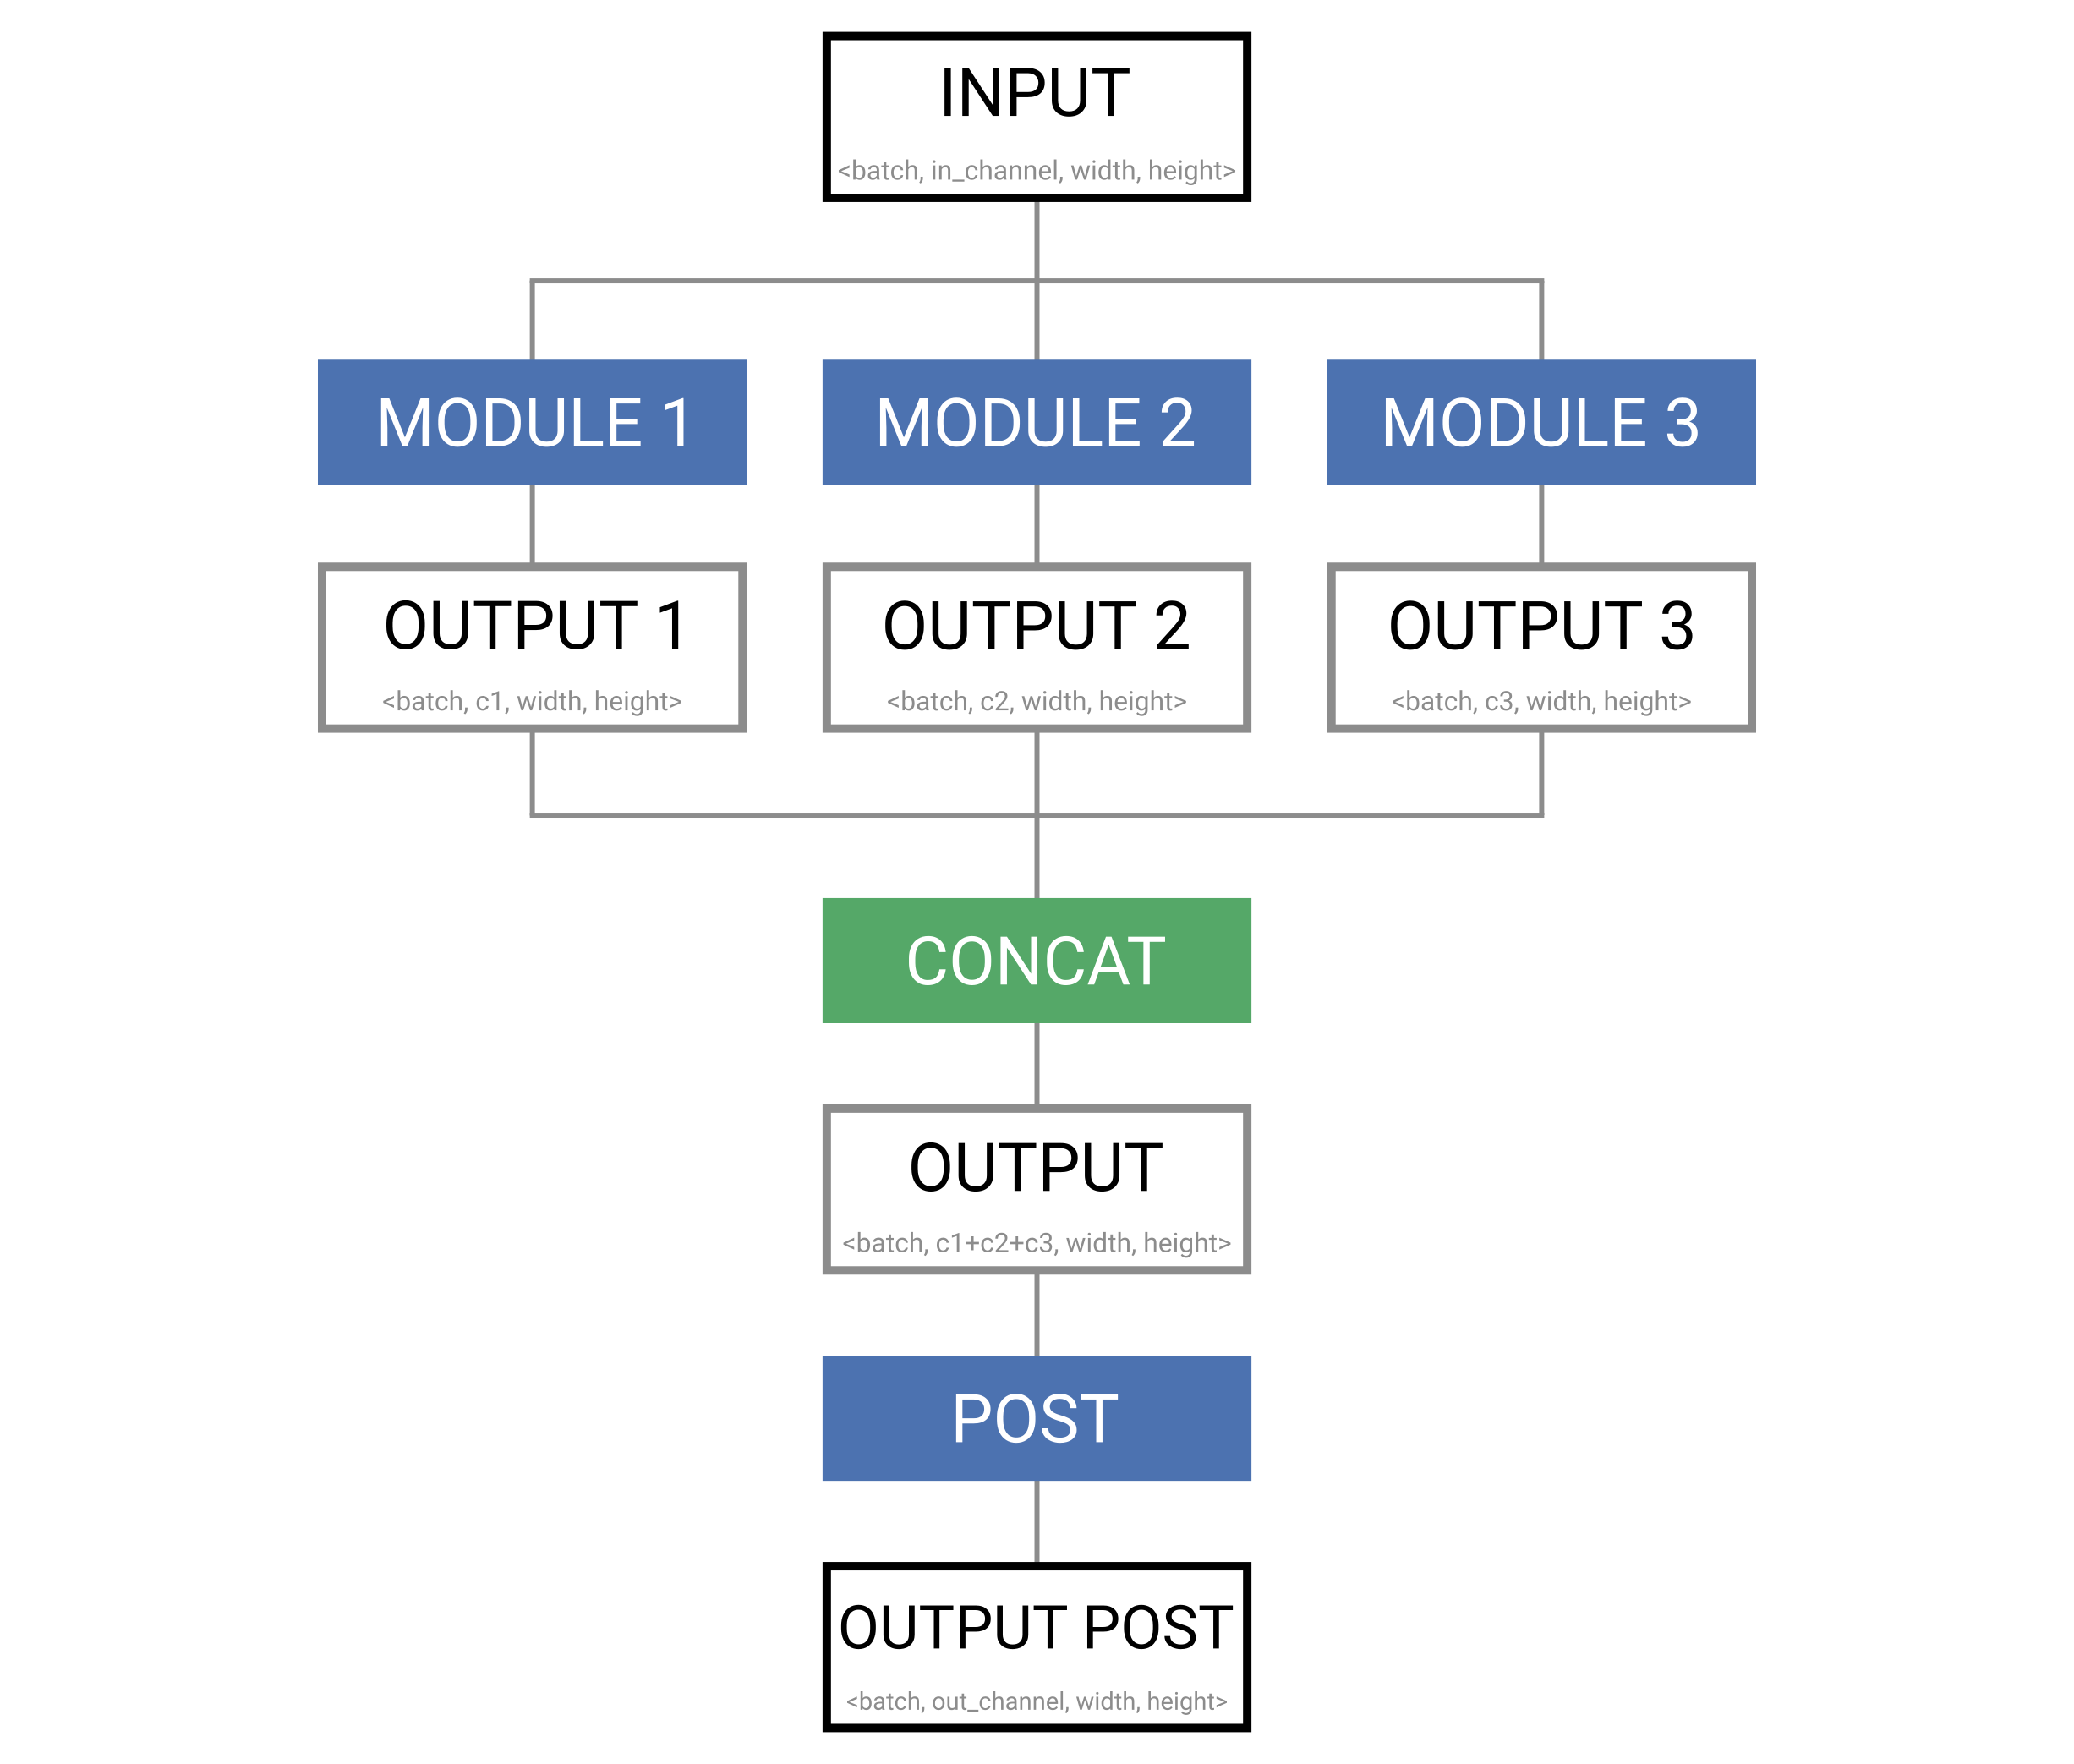 INPUT
<batch, in_channel, width, height>
MODULE 1
MODULE 2
MODULE 3
OUTPUT 1
<batch, c1, width, height>
OUTPUT 2
<batch, c2, width, height>
OUTPUT 3
<batch, c3, width, height>
CONCAT
OUTPUT
<batch, c1+c2+c3, width, height>
POST
OUTPUT POST
<batch, out_channel, width, height>